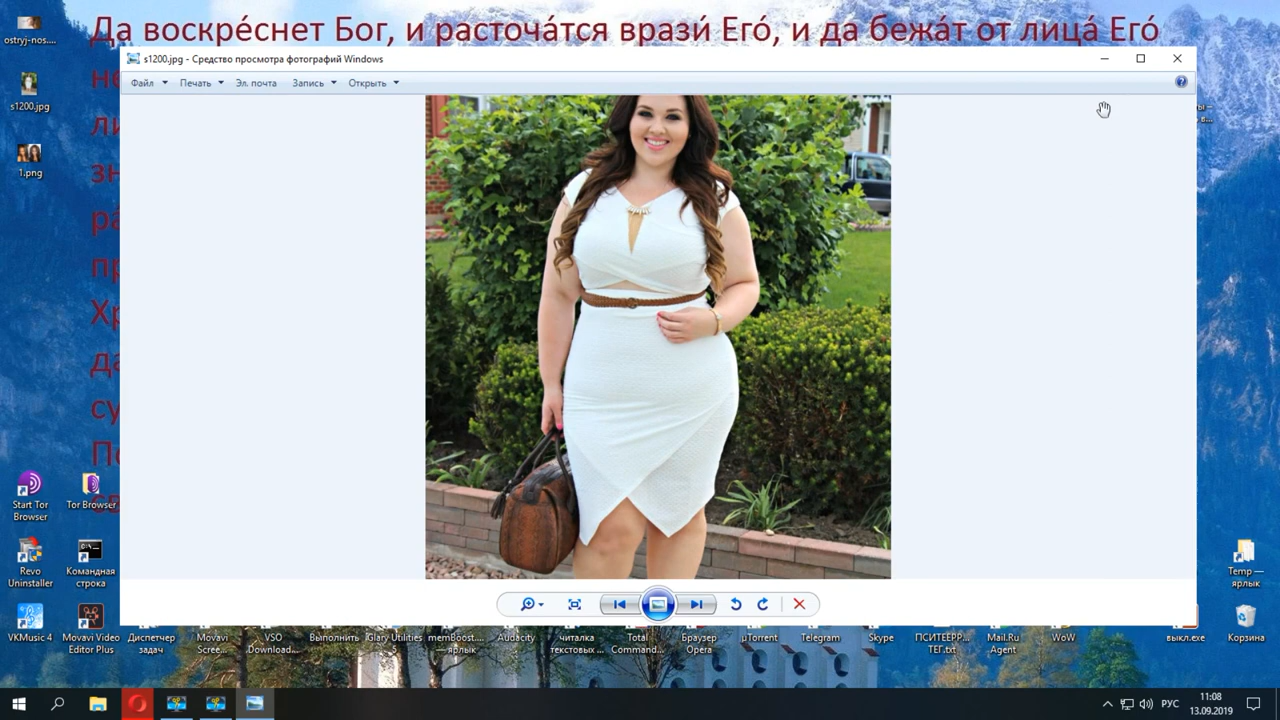 Да воскре́снет Бог, и расточа́тся врази́ Его́, и да бежа́т от лица́ Его́
ostryj-nos....
s1200.jpg - Средство просмотра фотографий Windows
Файл Печать Эл. почта Запись Открыть
s1200.jpg
1.png
Start Tor
Browser
Tor Browser
Revo
Uninstaller
Командная
строка
Temp —
ярлык
VKMusic 4
Movavi Video
Editor Plus
Диспетчер
задач
Movavi
Scree...
VSO
Download...
Выполнить
Glary Utilities
5
memBoost....
— ярлык
Audacity
читалка
текстовых ...
Total
Command...
Браузер
Opera
µTorrent
Telegram
Skype
ПСИТЕЕРР...
ТЕГ.txt
Mail.Ru
Agent
WoW
выкл.exe
Корзина
РУС
11:08
13.09.2019